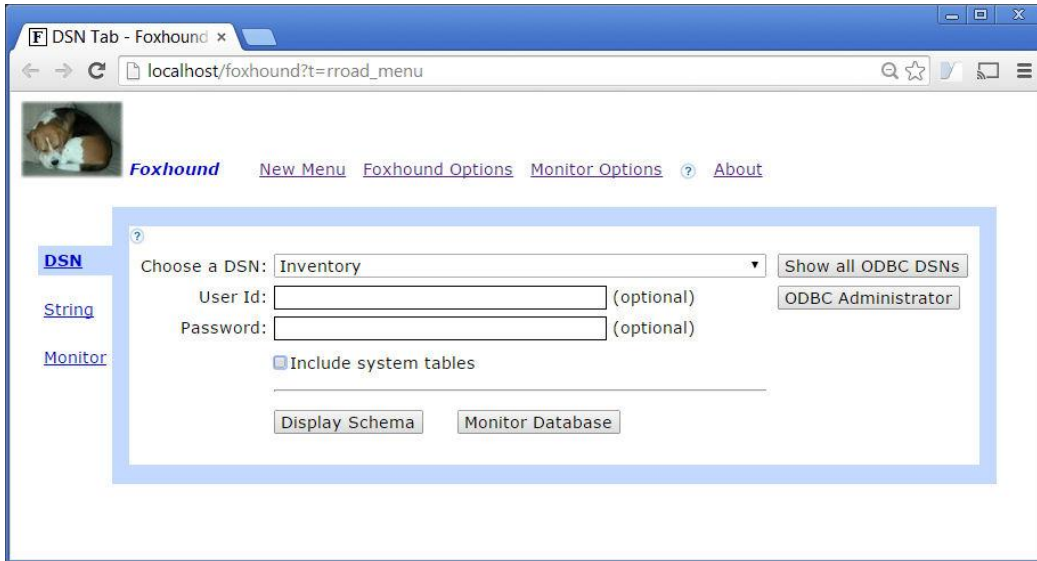 F DSN Tab - Foxhound
localhost/foxhound?t=rroad_menu
Foxhound New Menu Foxhound Options Monitor Options ? About
?
DSN
Choose a DSN: Inventory Show all ODBC DSNs
User Id: (optional) ODBC Administrator
String
Password: (optional)
Monitor
Include system tables
Display Schema Monitor Database